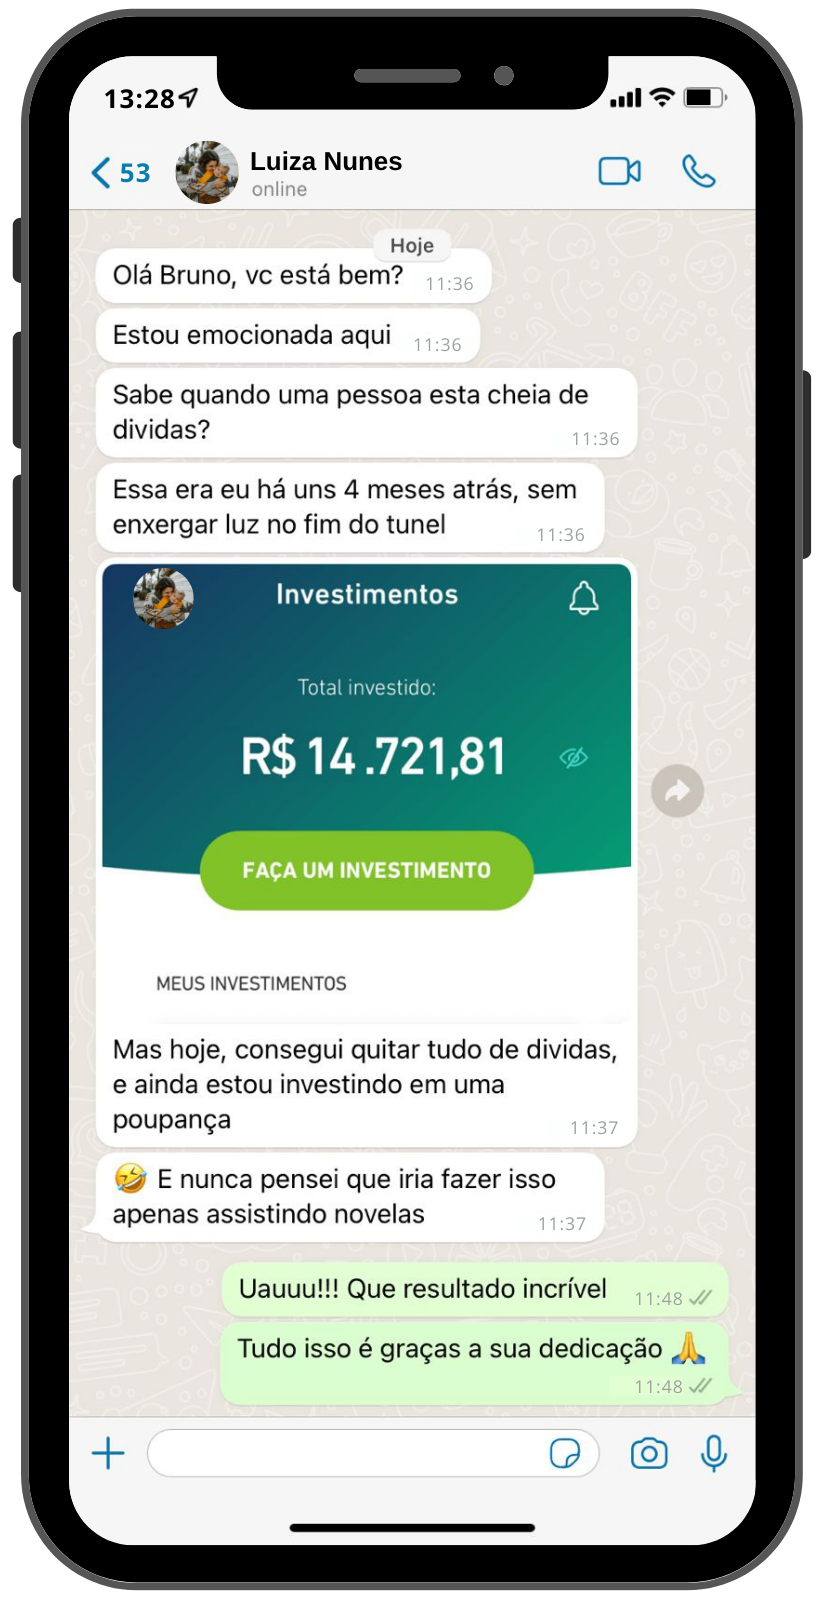 13:28
53
Luiza Nunes
online
Hoje
Olá Bruno, vc está bem? 11:36
Estou emocionada aqui 11:36
Sabe quando uma pessoa esta cheia de
dividas? 11:36
Essa era eu há uns 4 meses atrás, sem
enxergar luz no fim do tunel 11:36
Investimentos
Total investido:
R$ 14.721,81
FAÇA UM INVESTIMENTO
MEUS INVESTIMENTOS
Mas hoje, consegui quitar tudo de dividas,
e ainda estou investindo em uma
poupança 11:37
🤣 E nunca pensei que iria fazer isso
apenas assistindo novelas 11:37
Uauuu!!! Que resultado incrível 11:48
Tudo isso é graças a sua dedicação 🙏
11:48